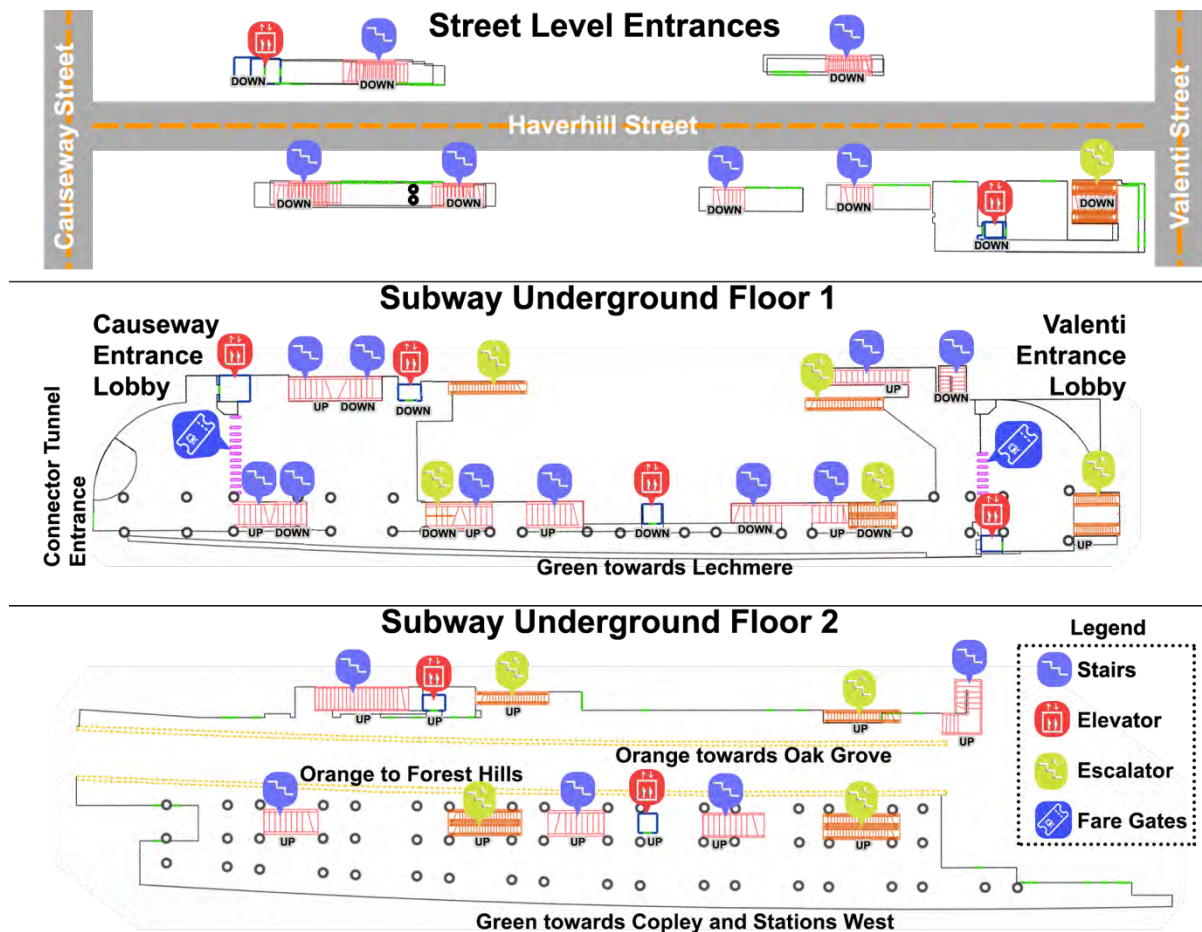 Street Level Entrances
DOWN
DOWN
DOWN
Causeway Street
Haverhill Street
Valenti Street
DOWN
DOWN
DOWN
DOWN
DOWN
DOWN
Subway Underground Floor 1
Causeway
Entrance
Lobby
Valenti
Entrance
Lobby
UP
DOWN
DOWN
UP
DOWN
Connector Tunnel
Entrance
UP
DOWN
DOWN
UP
UP
DOWN
DOWN
UP
DOWN
UP
Green towards Lechmere
Subway Underground Floor 2
Legend
Stairs
Elevator
Escalator
Fare Gates
UP
UP
UP
UP
UP
Orange towards Oak Grove
Orange to Forest Hills
UP
UP
UP
UP
UP
UP
Green towards Copley and Stations West